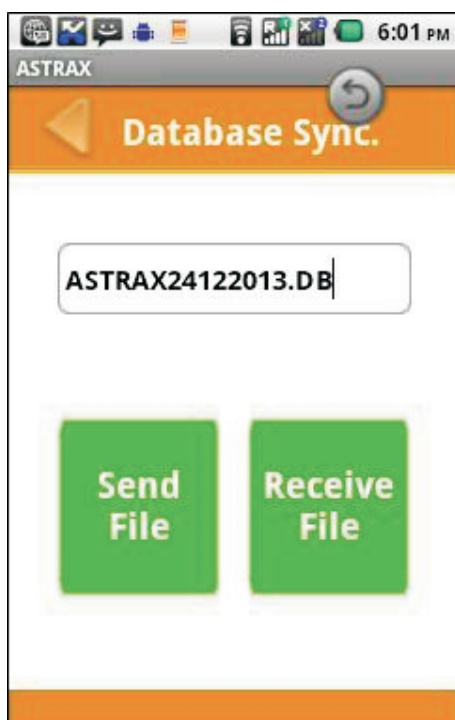 6:01 PM
ASTRAX
Database Sync.
ASTRAX24122013.DB
Send
File
Receive
File